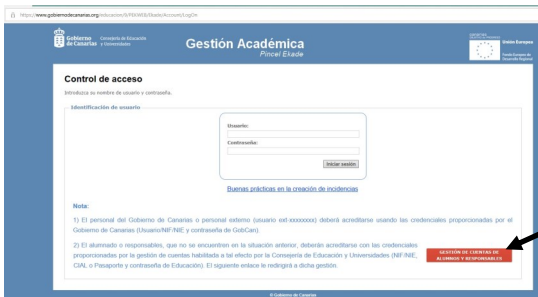 https://www.gobiernodecanarias.org/educacion/9/PEKWEB/Ekade/Account/LogOn
Gobierno de Canarias
Consejería de Educación y Universidades
Gestión Académica
Pincel Ekade
Unión Europea
Fondo Europeo de Desarrollo Regional
Control de acceso
Introduzca su nombre de usuario y contraseña.
Identificación de usuario
Usuario:
Contraseña:
Iniciar sesión
Buenas prácticas en la creación de incidencias
Nota:
1) El personal del Gobierno de Canarias o personal externo (usuario ext-xxxxxxxx) deberá acreditarse usando las credenciales proporcionadas por el
Gobierno de Canarias (Usuario/NIF/NIE y contraseña de GobCan).
2) El alumnado o responsables, que no se encuentren en la situación anterior, deberán acreditarse con las credenciales
proporcionadas por la gestión de cuentas habilitada a tal efecto por la Consejería de Educación y Universidades (NIF/NIE,
CIAL o Pasaporte y contraseña de Educación). El siguiente enlace le redirigirá a dicha gestión.
GESTIÓN DE CUENTAS DE
ALUMNOS Y RESPONSABLES
© Gobierno de Canarias